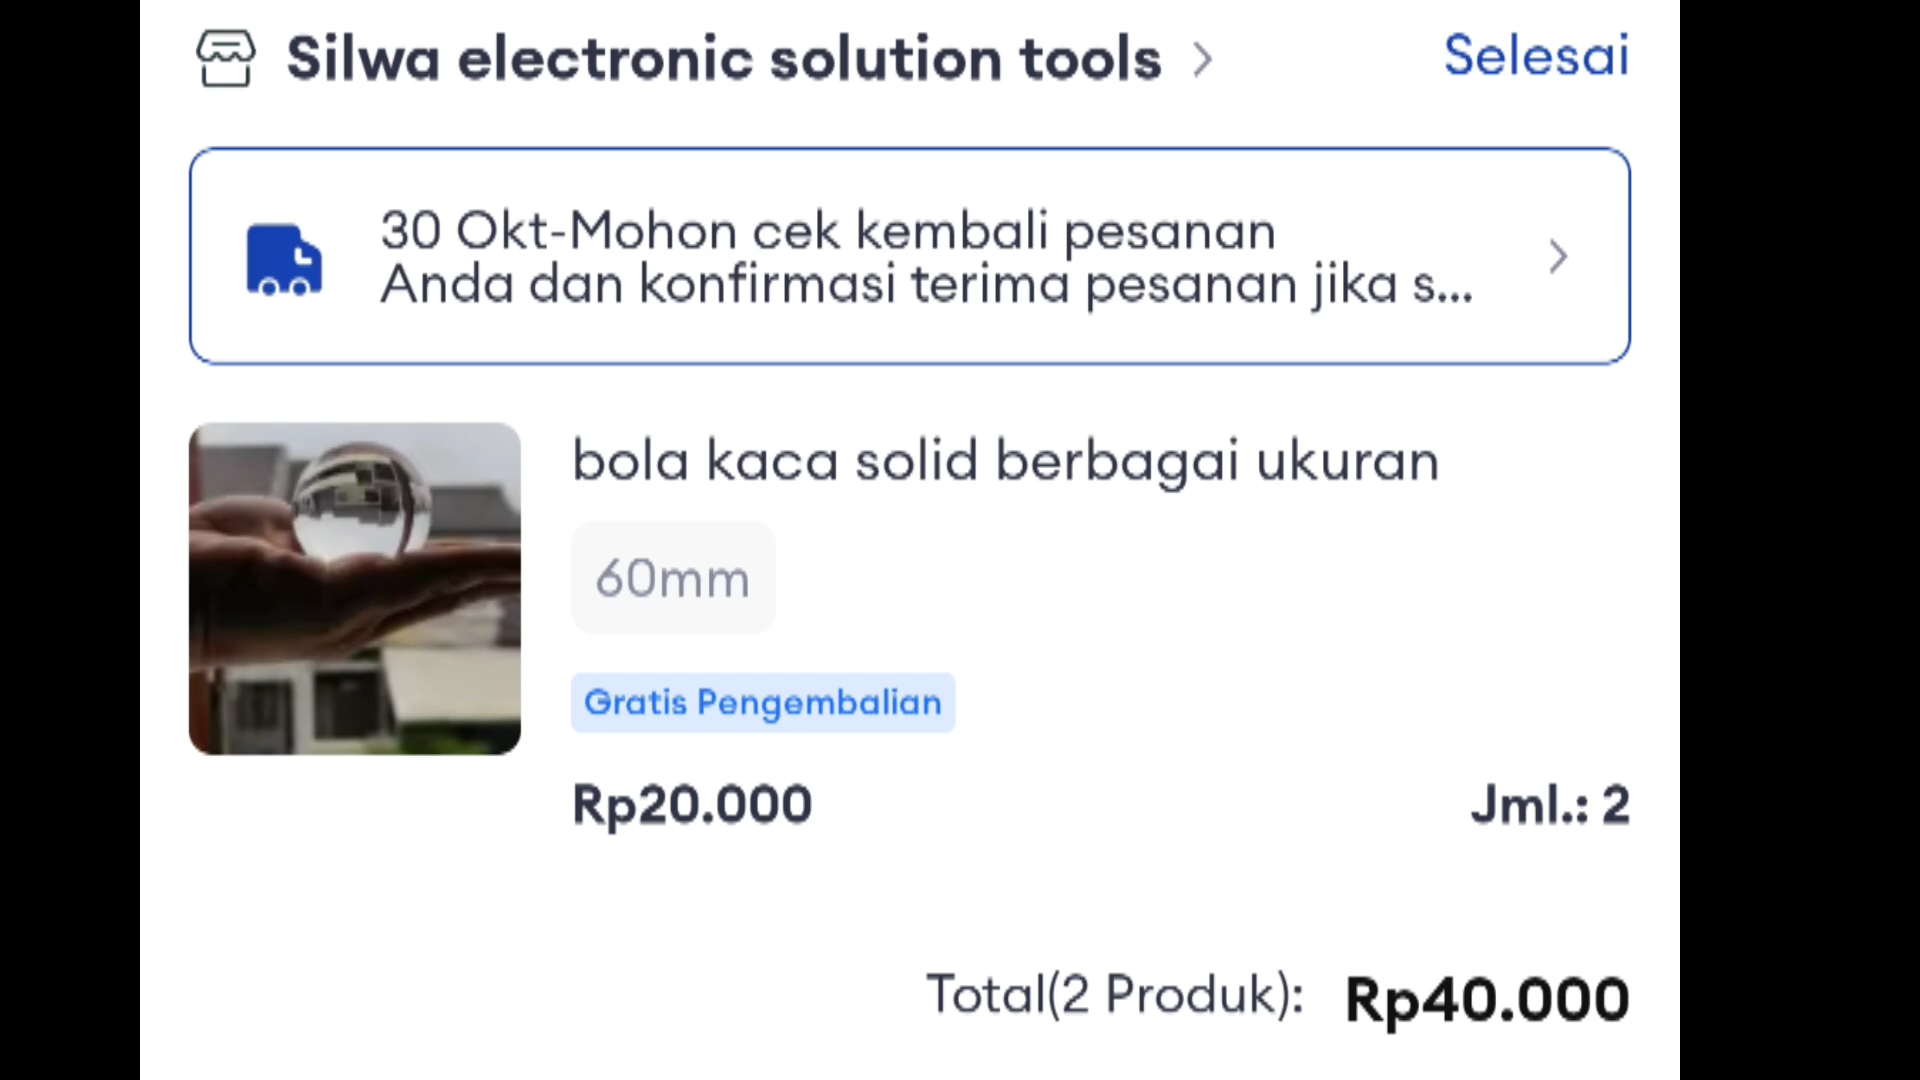 Silwa electronic solution tools
Selesai
30 Okt-Mohon cek kembali pesanan
Anda dan konfirmasi terima pesanan jika s...
bola kaca solid berbagai ukuran
60mm
Gratis Pengembalian
Rp20.000
Jml.: 2
Total(2 Produk): Rp40.000